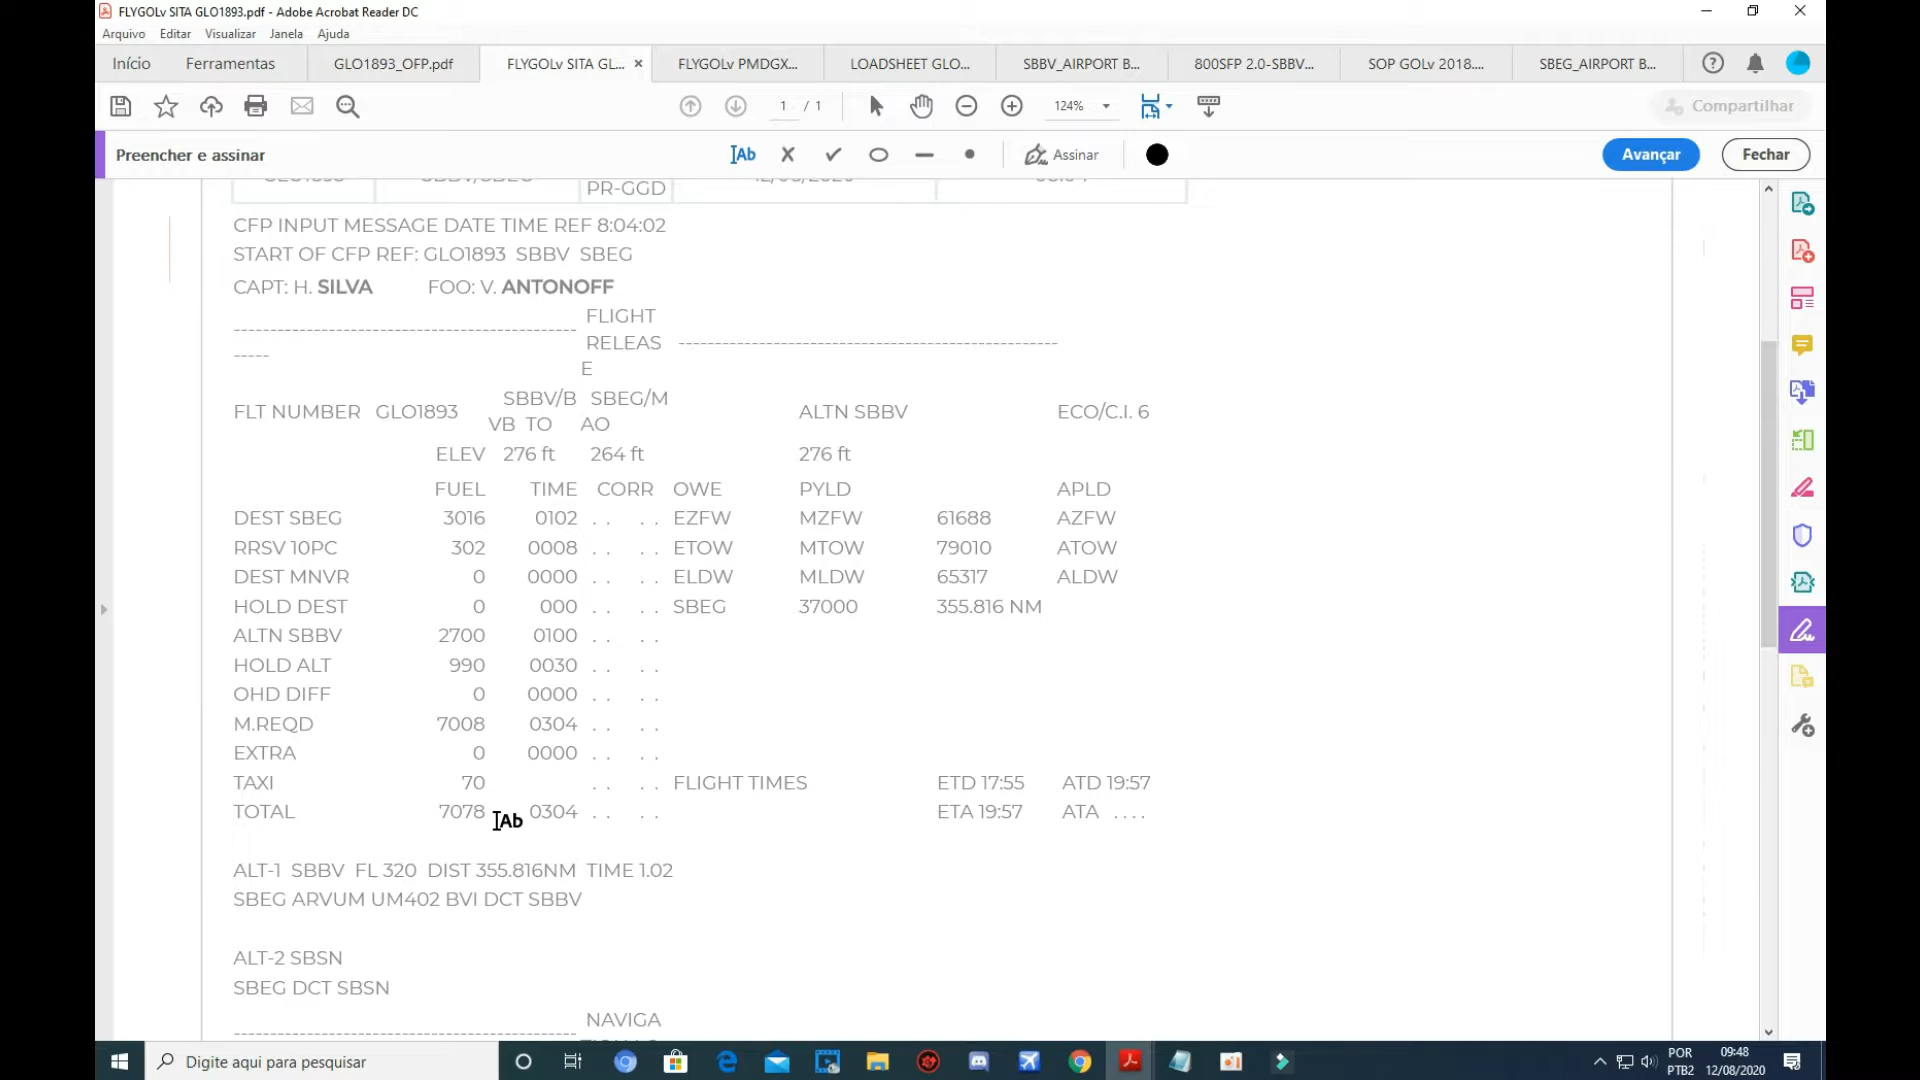 FLYGOLv SITA GLO1893.pdf - Adobe Acrobat Reader DC
Arquivo Editar Visualizar Janela Ajuda
Início Ferramentas GLO1893_OFP.pdf FLYGOLv SITA GL... × FLYGOLv PMDGX... LOADSHEET GLO... SBBV_AIRPORT B... 800SFP 2.0-SBBV... SOP GOLv 2018.... SBEG_AIRPORT B...
1 / 1 124% Compartilhar
Preencher e assinar Ab Assinar Avançar Fechar
PR-GGD
CFP INPUT MESSAGE DATE TIME REF 8:04:02
START OF CFP REF: GLO1893 SBBV SBEG
CAPT: H. SILVA FOO: V. ANTONOFF
----------------------------------------------- FLIGHT
RELEAS ----------------------------------------------------
-----
E
SBBV/B SBEG/M
FLT NUMBER GLO1893 ALTN SBBV ECO/C.I. 6
VB TO AO
ELEV 276 ft 264 ft 276 ft
FUEL TIME CORR OWE PYLD APLD
DEST SBEG 3016 0102 . . . . EZFW MZFW 61688 AZFW
RRSV 10PC 302 0008 . . . . ETOW MTOW 79010 ATOW
DEST MNVR 0 0000 . . . . ELDW MLDW 65317 ALDW
HOLD DEST 0 000 . . . . SBEG 37000 355.816 NM
ALTN SBBV 2700 0100 . . . .
HOLD ALT 990 0030 . . . .
OHD DIFF 0 0000 . . . .
M.REQD 7008 0304 . . . .
EXTRA 0 0000 . . . .
TAXI 70 . . . . FLIGHT TIMES ETD 17:55 ATD 19:57
TOTAL 7078 Ab 0304 . . . . ETA 19:57 ATA . . . .
ALT-1 SBBV FL 320 DIST 355.816NM TIME 1.02
SBEG ARVUM UM402 BVI DCT SBBV
ALT-2 SBSN
SBEG DCT SBSN
----------------------------------------------- NAVIGA
Digite aqui para pesquisar POR 09:48
PTB2 12/08/2020